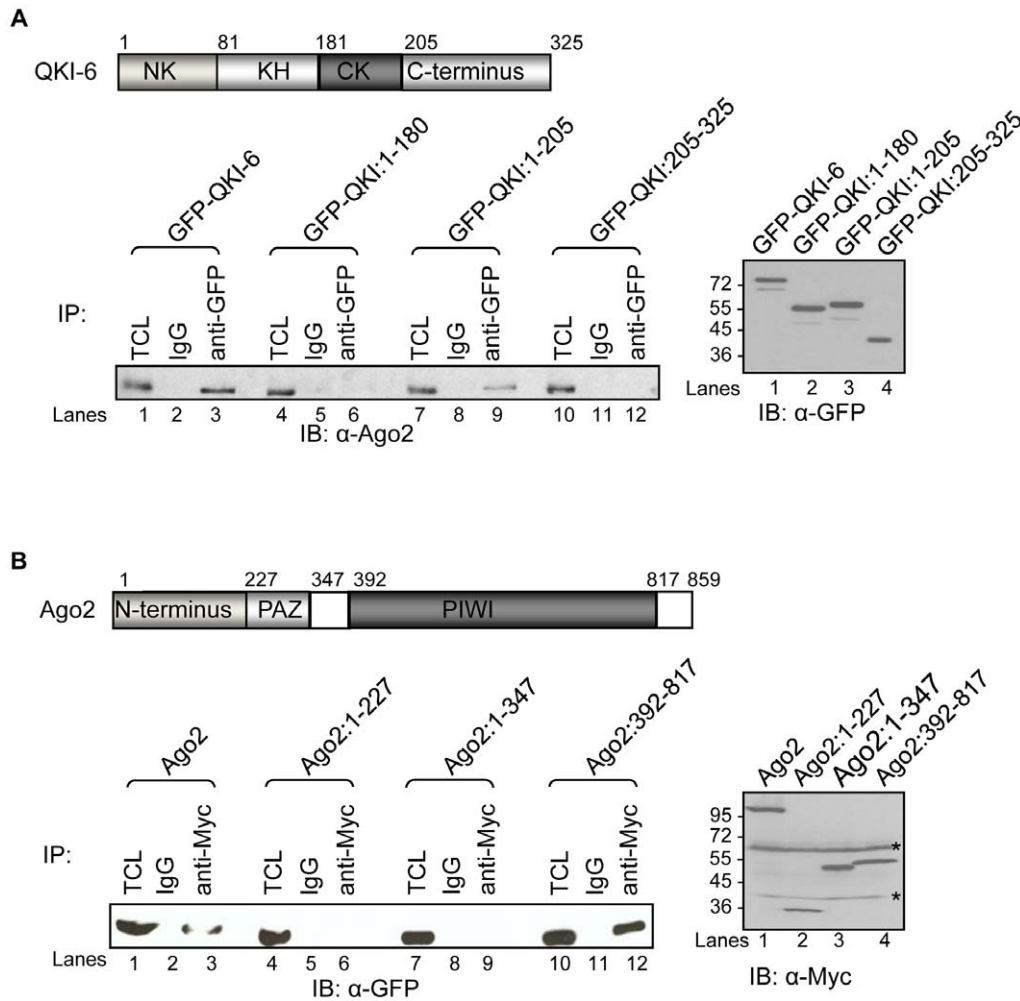 A
1 81 181 205 325
QKI-6 NK KH CK C-terminus
GFP-QKI-6 GFP-QKI:1-180 GFP-QKI:1-205 GFP-QKI:205-325
IP: TCL IgG anti-GFP TCL IgG anti-GFP TCL IgG anti-GFP TCL IgG anti-GFP
Lanes 1 2 3 4 5 6 7 8 9 10 11 12
IB: α-Ago2
GFP-QKI-6 GFP-QKI:1-180 GFP-QKI:1-205 GFP-QKI:205-325
72
55
45
36
Lanes 1 2 3 4
IB: α-GFP
B
1 227 347 392 817 859
Ago2 N-terminus PAZ PIWI
Ago2 Ago2:1-227 Ago2:1-347 Ago2:392-817
IP: TCL IgG anti-Myc TCL IgG anti-Myc TCL IgG anti-Myc TCL IgG anti-Myc
Lanes 1 2 3 4 5 6 7 8 9 10 11 12
IB: α-GFP
Ago2 Ago2:1-227 Ago2:1-347 Ago2:392-817
95
72
*
55
45
*
36
Lanes 1 2 3 4
IB: α-Myc